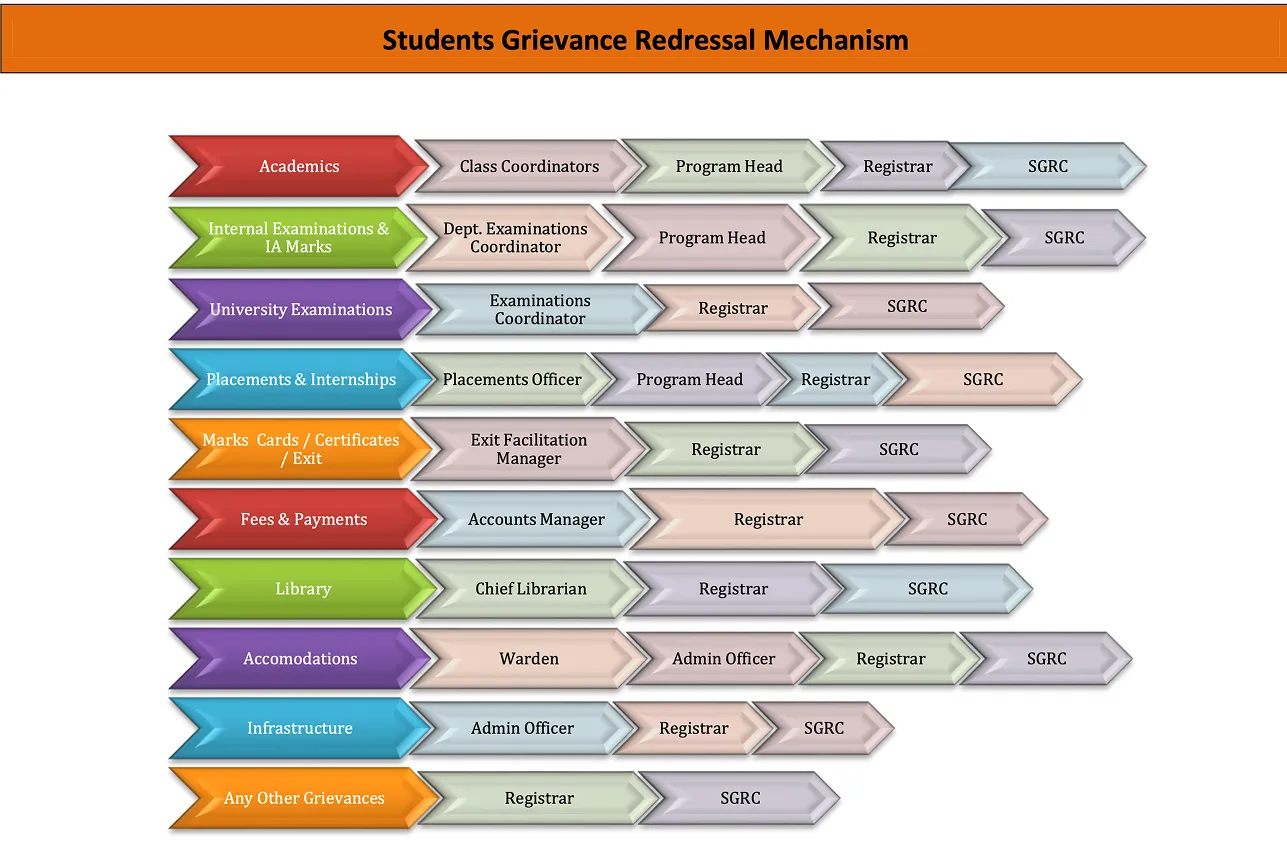 Students Grievance Redressal Mechanism
Academics
Class Coordinators
Program Head
Registrar
SGRC
Internal Examinations &
IA Marks
Dept. Examinations
Coordinator
Program Head
Registrar
SGRC
University Examinations
Examinations
Coordinator
Registrar
SGRC
Placements & Internships
Placements Officer
Program Head
Registrar
SGRC
Marks  Cards / Certificates
/ Exit
Exit Facilitation
Manager
Registrar
SGRC
Fees & Payments
Accounts Manager
Registrar
SGRC
Library
Chief Librarian
Registrar
SGRC
Accomodations
Warden
Admin Officer
Registrar
SGRC
Infrastructure
Admin Officer
Registrar
SGRC
Any Other Grievances
Registrar
SGRC